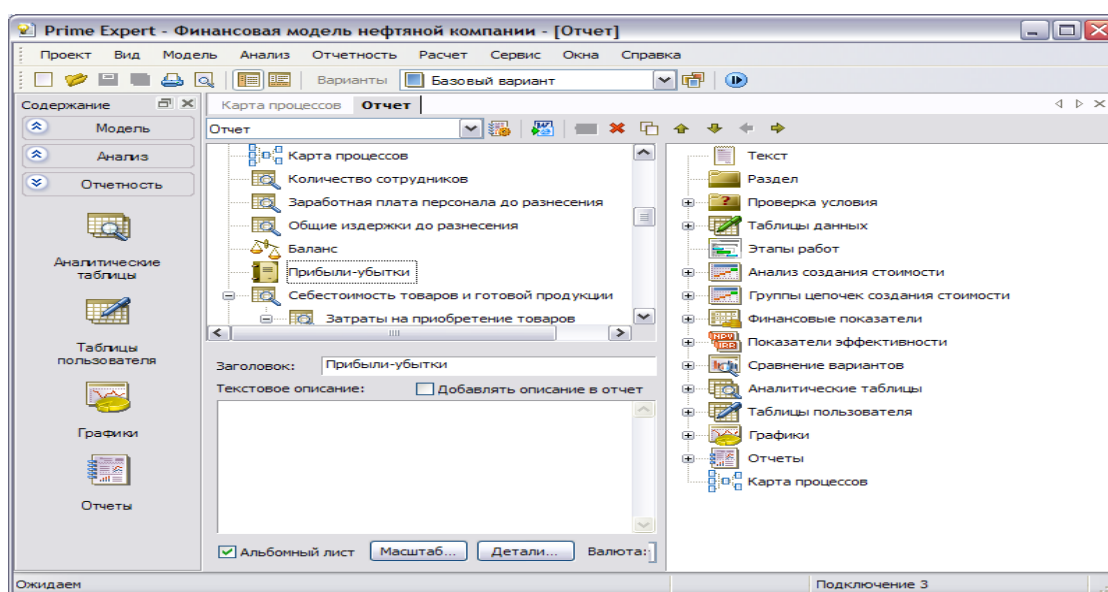 Prime Expert - Финансовая модель нефтяной компании - [Отчет]
Проект Вид Модель Анализ Отчетность Расчет Сервис Окна Справка
Варианты Базовый вариант
Содержание
Модель
Анализ
Отчетность
Аналитические
таблицы
Таблицы
пользователя
Графики
Отчеты
Карта процессов Отчет
Отчет
Карта процессов
Количество сотрудников
Заработная плата персонала до разнесения
Общие издержки до разнесения
Баланс
Прибыли-убытки
Себестоимость товаров и готовой продукции
Затраты на приобретение товаров
Заголовок: Прибыли-убытки
Текстовое описание: Добавлять описание в отчет
Альбомный лист Масштаб... Детали... Валюта:
Текст
Раздел
Проверка условия
Таблицы данных
Этапы работ
Анализ создания стоимости
Группы цепочек создания стоимости
Финансовые показатели
Показатели эффективности
Сравнение вариантов
Аналитические таблицы
Таблицы пользователя
Графики
Отчеты
Карта процессов
Ожидаем Подключение 3